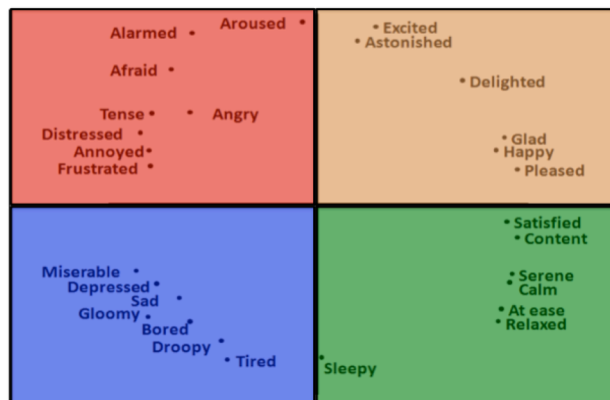 Aroused
Alarmed
Afraid
Tense
Angry
Distressed
Annoyed
Frustrated
Excited
Astonished
Delighted
Glad
Happy
Pleased
Miserable
Depressed
Sad
Gloomy
Bored
Droopy
Tired
Satisfied
Content
Serene
Calm
At ease
Relaxed
Sleepy